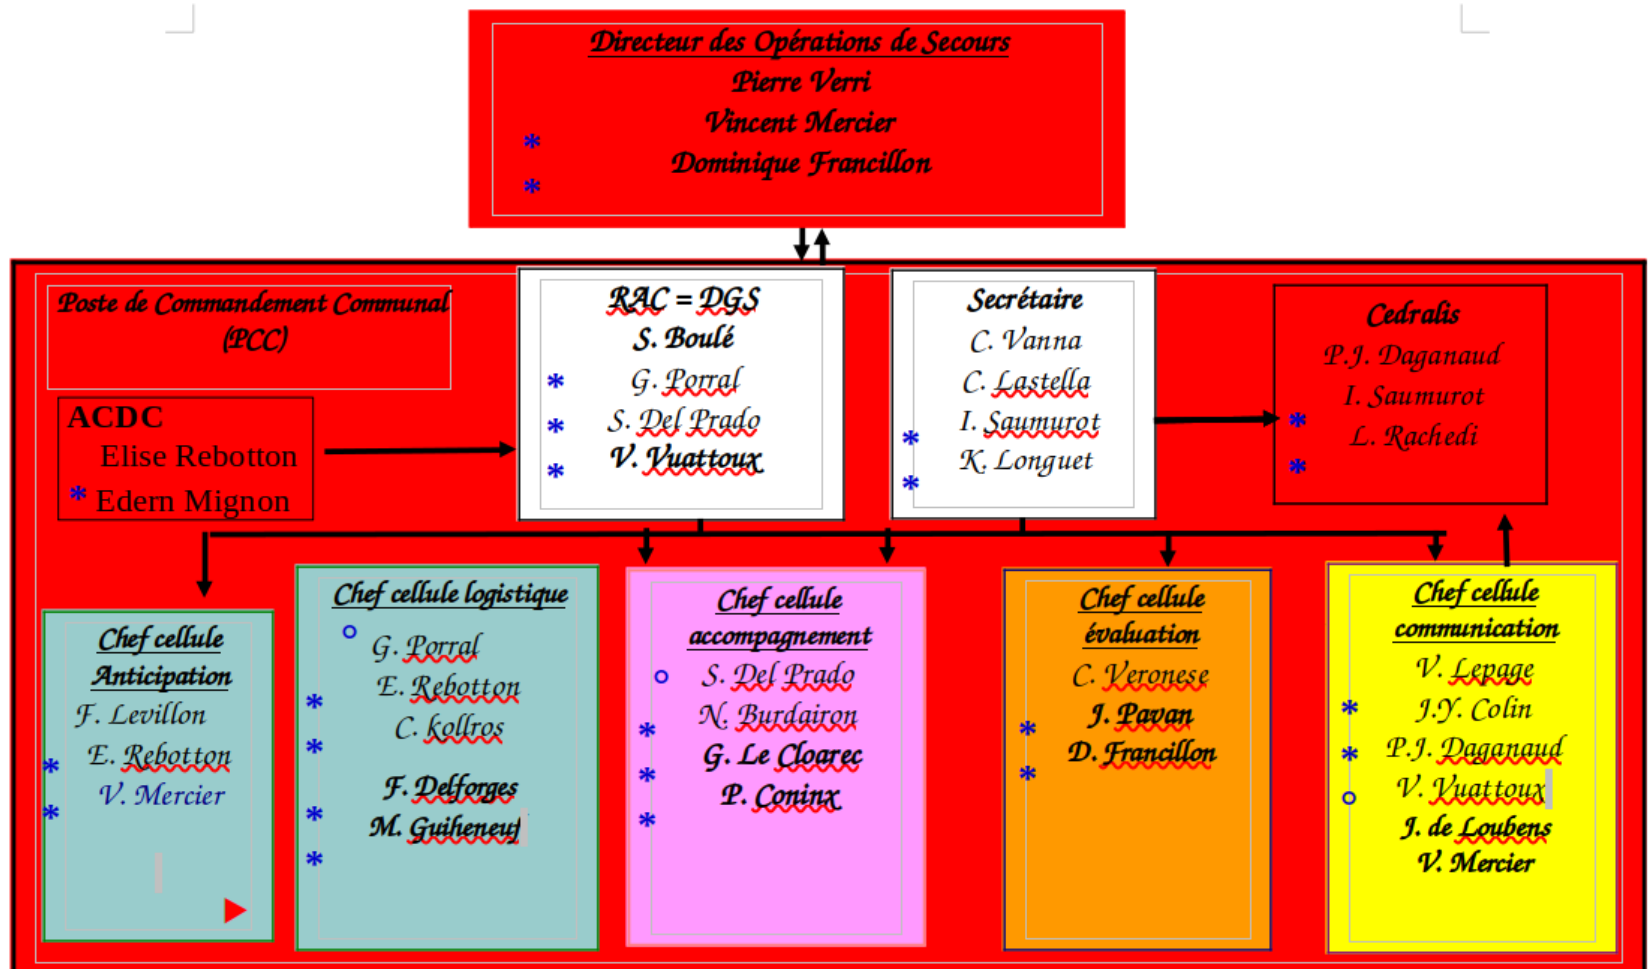 Directeur des Opérations de Secours
Pierre Verri
Vincent Mercier
* Dominique Francillon
*
Poste de Commandement Communal
(PCC)
RAC = DGS
S. Boulé
* G. Porral
* S. Del Prado
* V. Vuattoux
Secrétaire
C. Vanna
C. Lastella
* I. Saumurot
* K. Longuet
Cedralis
P.J. Daganaud
I. Saumurot
* L. Rachedi
*
ACDC
Elise Rebotton
* Edern Mignon
Chef cellule
Anticipation
F. Levillon
* E. Rebotton
* V. Mercier
Chef cellule logistique
° G. Porral
* E. Rebotton
* C. kollros
* F. Delforges
* M. Guiheneuf
Chef cellule
accompagnement
° S. Del Prado
* N. Burdairon
* G. Le Cloarec
* P. Coninx
Chef cellule
évaluation
C. Veronese
* J. Pavan
* D. Francillon
Chef cellule
communication
V. Lepage
* J.Y. Colin
* P.J. Daganaud
° V. Vuattoux
J. de Loubens
V. Mercier